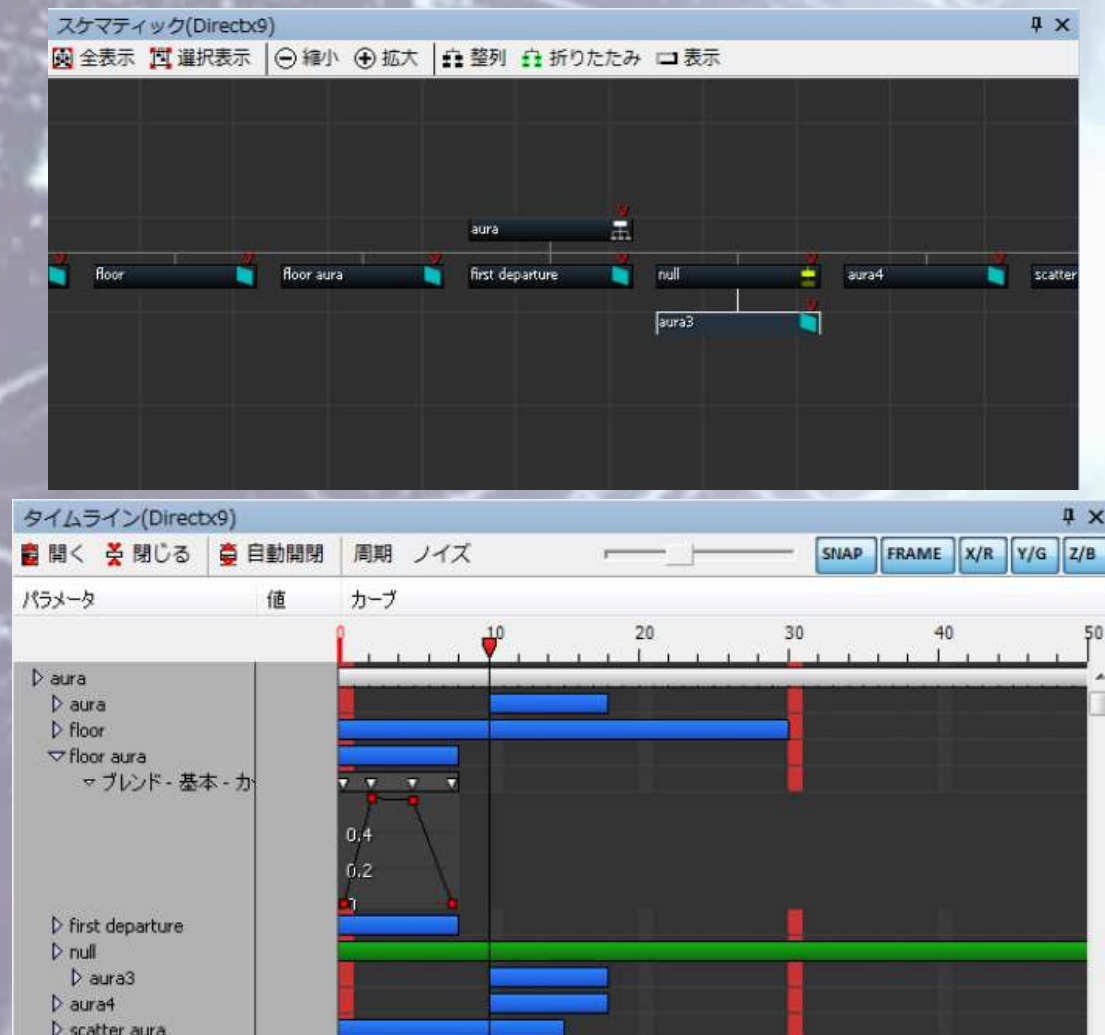 スケマティック(Directx9)
全表示 選択表示 縮小 拡大 整列 折りたたみ 表示
aura
floor floor aura first departure null aura4 scatter
aura3
タイムライン(Directx9)
開く 閉じる 自動開閉 周期 ノイズ SNAP FRAME X/R Y/G Z/B
パラメータ 値 カーブ
0 10 20 30 40 50
aura
aura
floor
floor aura
ブレンド - 基本 - カ
0.4
0.2
0
first departure
null
aura3
aura4
scatter aura